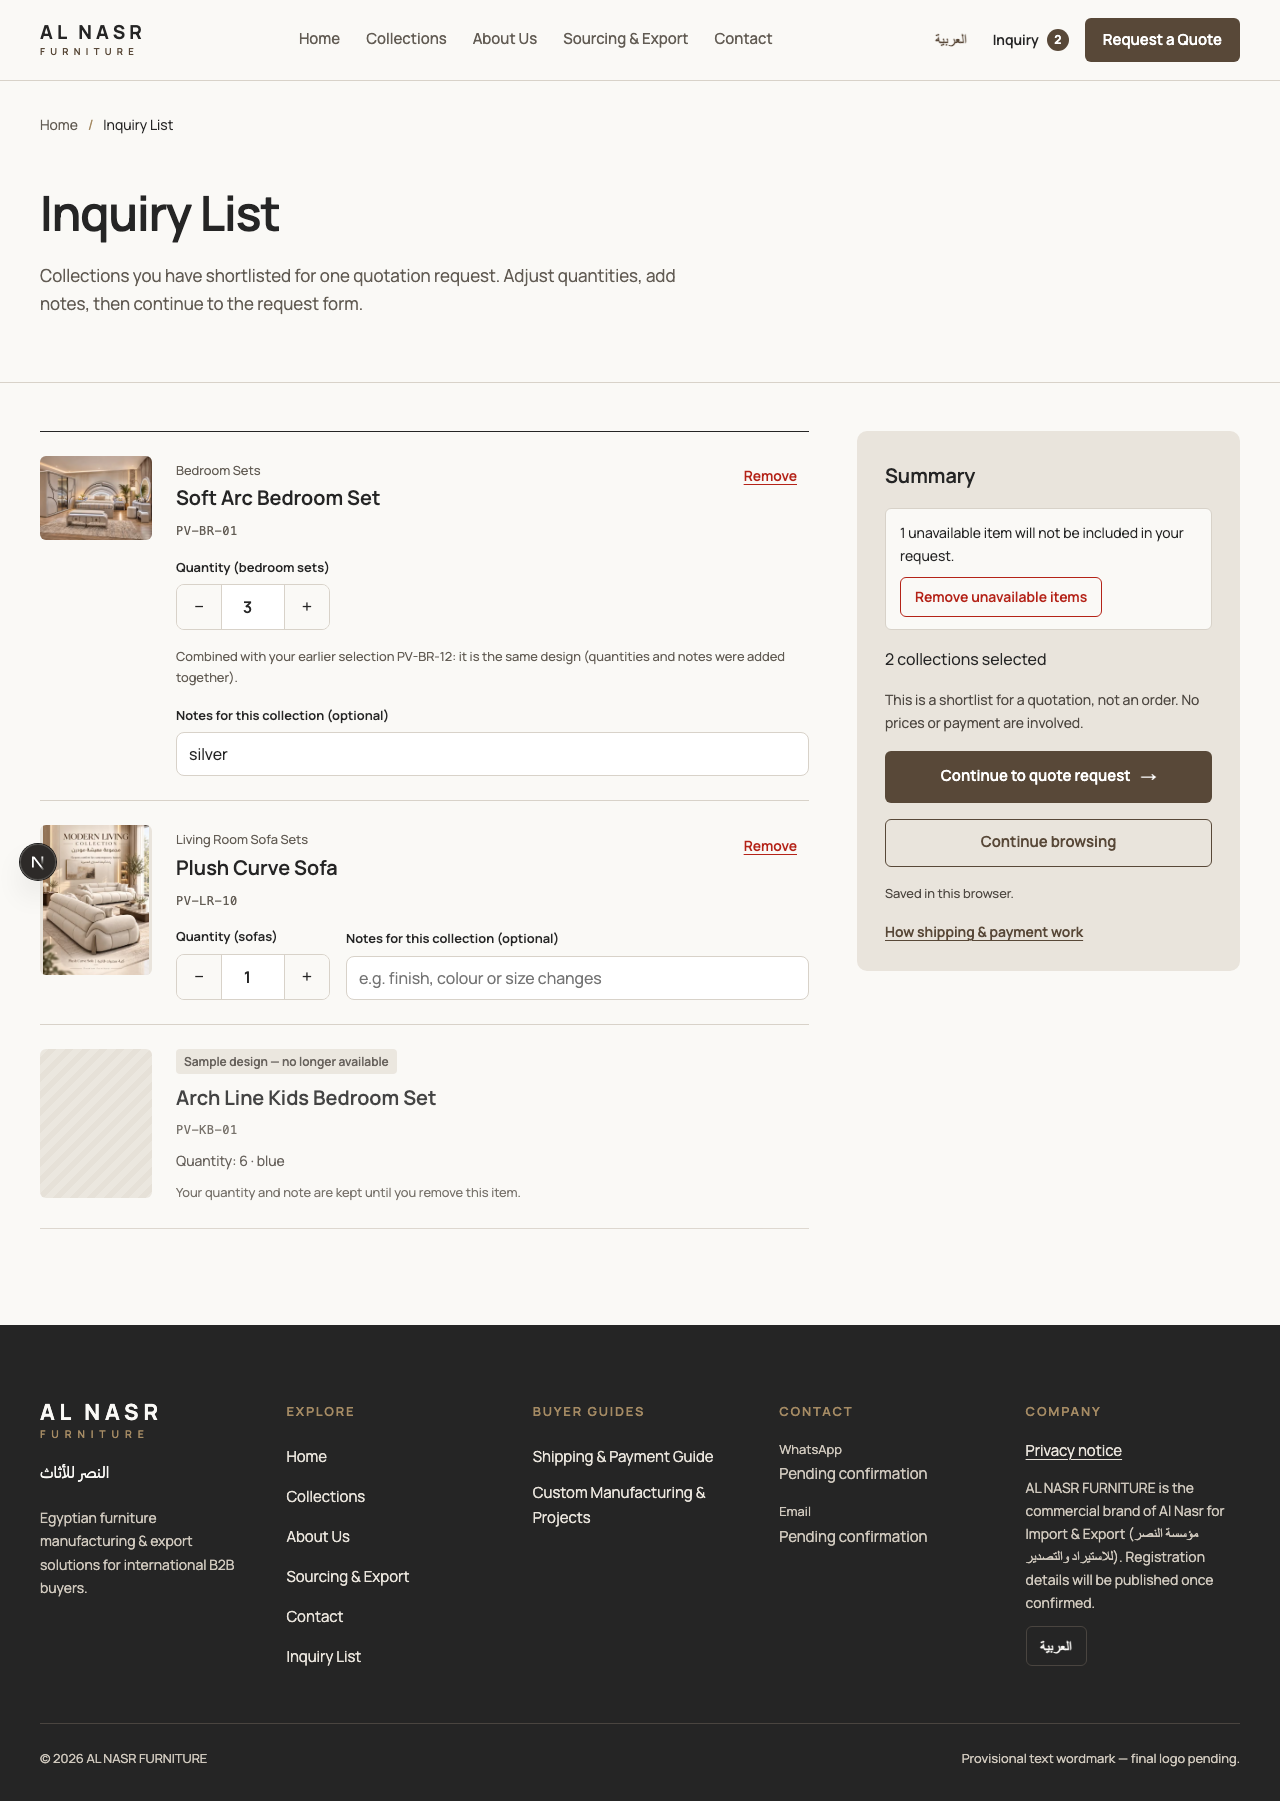 AL NASR
FURNITURE
Home
Collections
About Us
Sourcing & Export
Contact
العربية
Inquiry 2
Request a Quote
Home / Inquiry List
Inquiry List
Collections you have shortlisted for one quotation request. Adjust quantities, add
notes, then continue to the request form.
Bedroom Sets
Remove
Soft Arc Bedroom Set
PV-BR-01
Quantity (bedroom sets)
− 3 +
Combined with your earlier selection PV-BR-12: it is the same design (quantities and notes were added
together).
Notes for this collection (optional)
silver
MODERN LIVING
COLLECTION
Living Room Sofa Sets
Remove
Plush Curve Sofa
PV-LR-10
Quantity (sofas)
− 1 +
Notes for this collection (optional)
e.g. finish, colour or size changes
N
Sample design — no longer available
Arch Line Kids Bedroom Set
PV-KB-01
Quantity: 6 · blue
Your quantity and note are kept until you remove this item.
Summary
1 unavailable item will not be included in your
request.
Remove unavailable items
2 collections selected
This is a shortlist for a quotation, not an order. No
prices or payment are involved.
Continue to quote request →
Continue browsing
Saved in this browser.
How shipping & payment work
AL NASR
FURNITURE
النصر للأثاث
Egyptian furniture
manufacturing & export
solutions for international B2B
buyers.
EXPLORE
Home
Collections
About Us
Sourcing & Export
Contact
Inquiry List
BUYER GUIDES
Shipping & Payment Guide
Custom Manufacturing &
Projects
CONTACT
WhatsApp
Pending confirmation
Email
Pending confirmation
COMPANY
Privacy notice
AL NASR FURNITURE is the
commercial brand of Al Nasr for
Import & Export (مؤسسة النصر
للاستيراد والتصدير). Registration
details will be published once
confirmed.
العربية
© 2026 AL NASR FURNITURE
Provisional text wordmark — final logo pending.